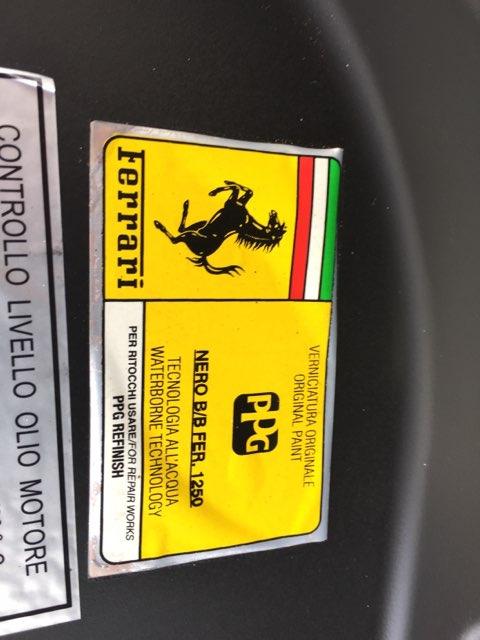 Ferrari
VERNICIATURA ORIGINALE
ORIGINAL PAINT
PPG
NERO B/B FER. 1250
TECNOLOGIA ALL'ACQUA
WATERBORNE TECHNOLOGY
PER RITOCCHI USARE/FOR REPAIR WORKS
PPG REFINISH
CONTROLLO LIVELLO OLIO MOTORE